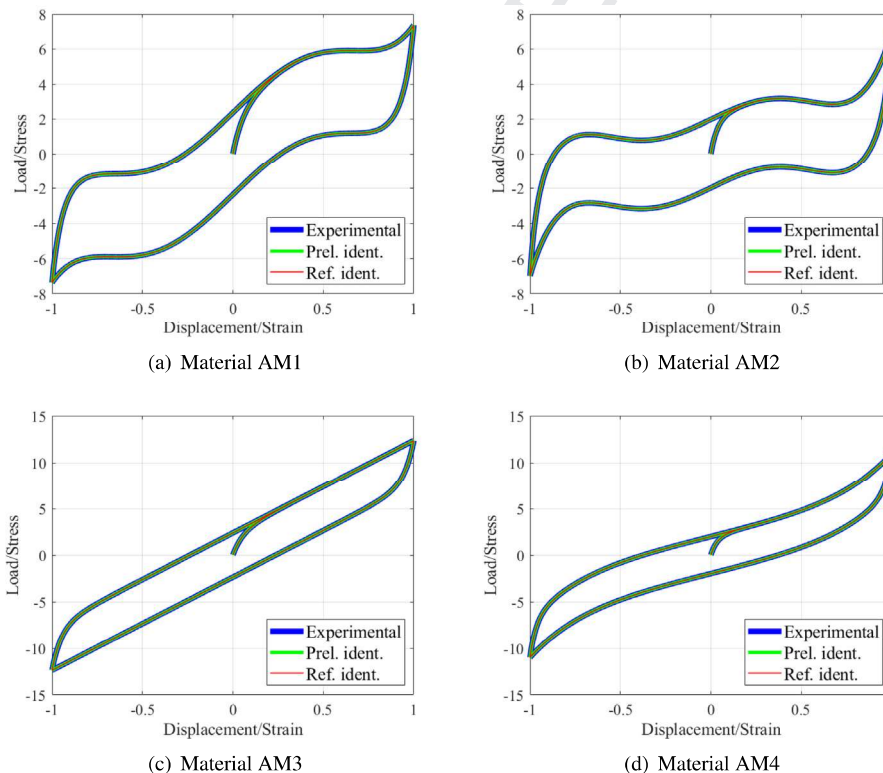 8
6
4
2
0
-2
-4
-6
-8
Load/Stress
-1
-0.5
0
0.5
1
Displacement/Strain
Experimental
Prel. ident.
Ref. ident.
(a) Material AM1
8
6
4
2
0
-2
-4
-6
-8
Load/Stress
-1
-0.5
0
0.5
Displacement/Strain
Experimental
Prel. ident.
Ref. ident.
(b) Material AM2
15
10
5
0
-5
-10
-15
Load/Stress
-1
-0.5
0
0.5
1
Displacement/Strain
Experimental
Prel. ident.
Ref. ident.
(c) Material AM3
15
10
5
0
-5
-10
-15
Load/Stress
-1
-0.5
0
0.5
Displacement/Strain
Experimental
Prel. ident.
Ref. ident.
(d) Material AM4